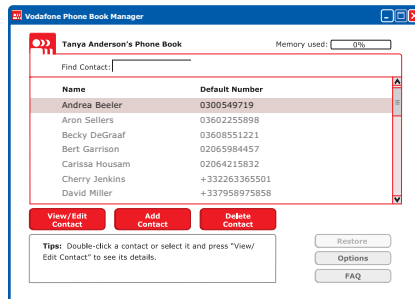 Vodafone Phone Book Manager
Tanya Anderson's Phone Book
Memory used: 0%
Find Contact:
Name Default Number
Andrea Beeler 0300549719
Aron Sellers 03602255898
Becky DeGraaf 03608551221
Bert Garrison 02065984457
Carissa Housam 02064215832
Cherry Jenkins +332263365501
David Miller +337958975858
View/Edit Contact
Add Contact
Delete Contact
Tips: Double-click a contact or select it and press "View/
Edit Contact" to see its details.
Restore
Options
FAQ